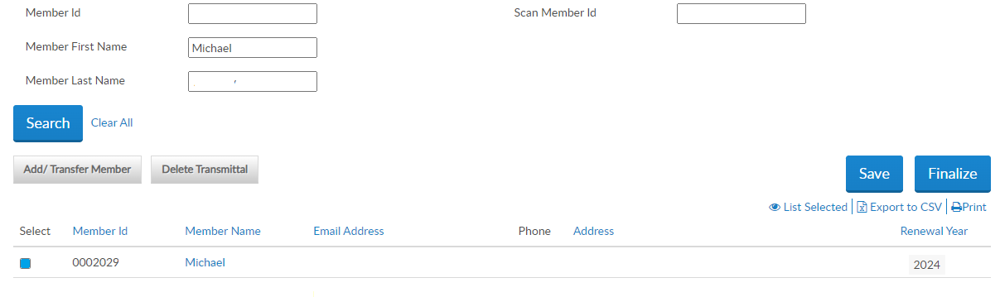 Member Id Scan Member Id
Member First Name Michael
Member Last Name
Search Clear All
Add/ Transfer Member Delete Transmittal Save Finalize
List Selected Export to CSV Print
Select Member Id Member Name Email Address Phone Address Renewal Year
0002029 Michael 2024